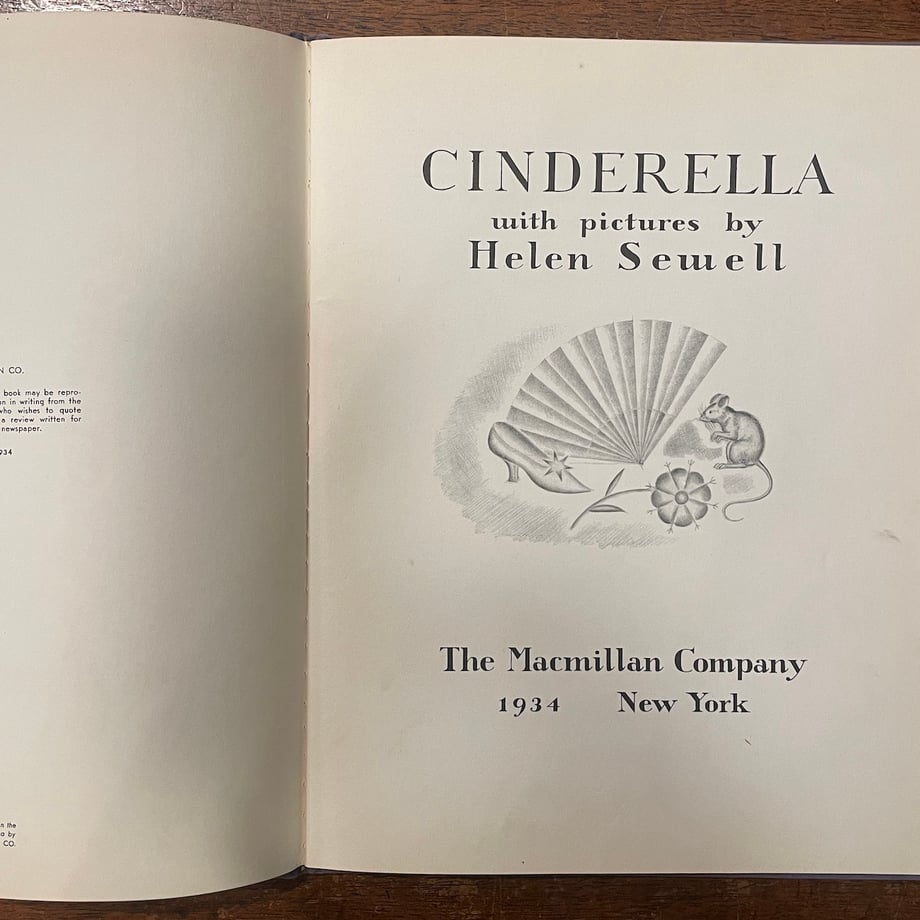 N CO.
book may be repro-
n in writing from the
who wishes to quote
a review written for
newspaper.
934
n the
a by
CO.
CINDERELLA
with pictures by
Helen Sewell
The Macmillan Company
1934 New York